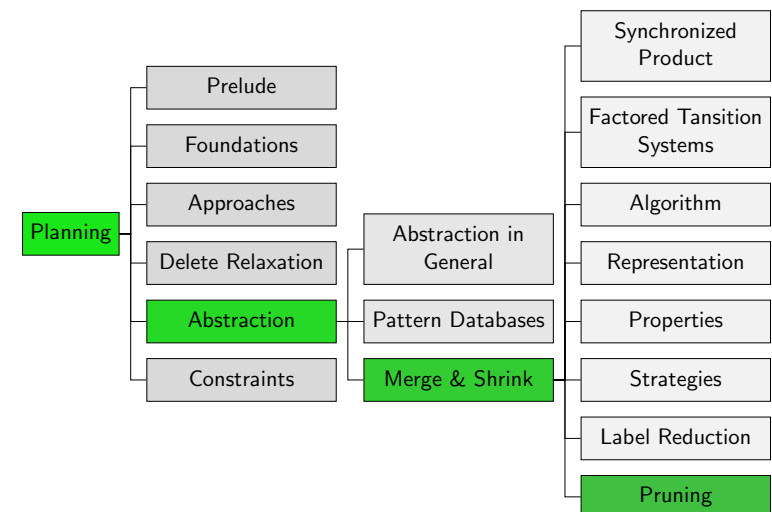 Planning
Prelude
Foundations
Approaches
Delete Relaxation
Abstraction
Constraints
Abstraction in
General
Pattern Databases
Merge & Shrink
Synchronized
Product
Factored Tansition
Systems
Algorithm
Representation
Properties
Strategies
Label Reduction
Pruning